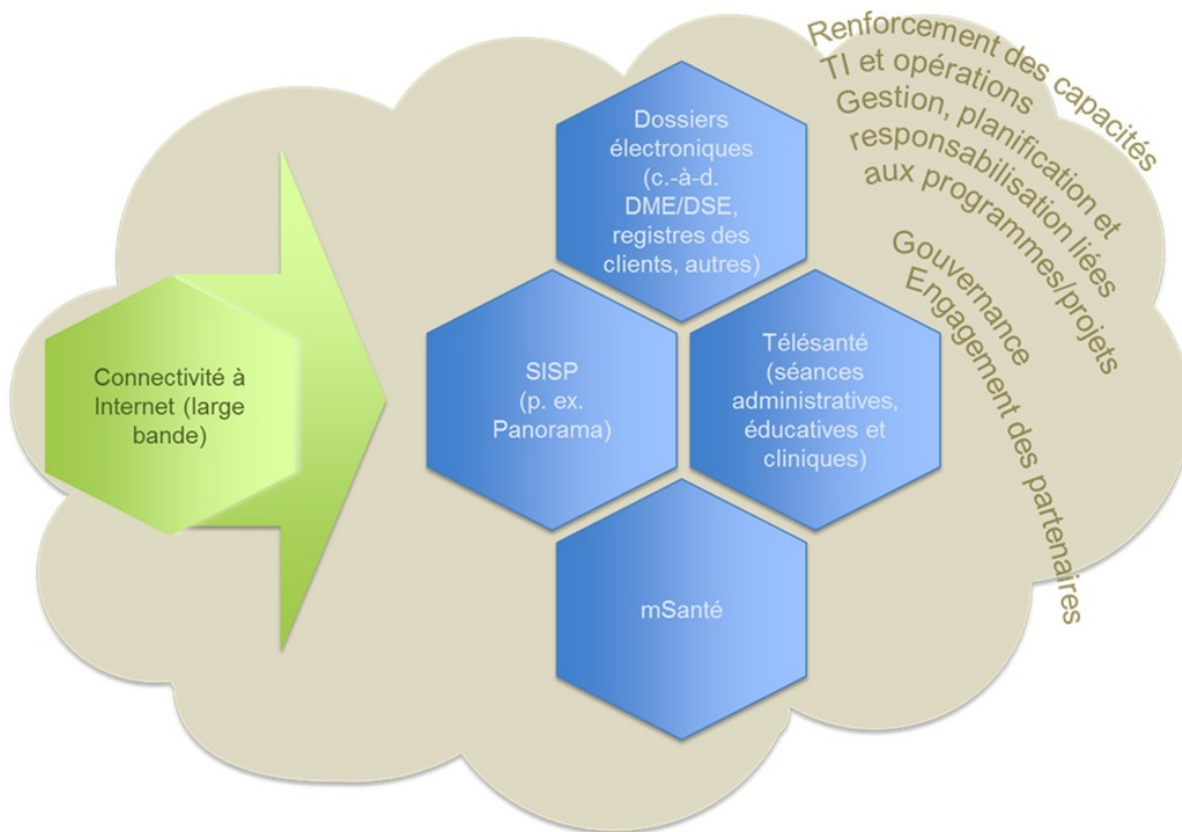 Renforcement des capacités
TI et opérations
Gestion, planification et
responsabilisation liées
aux programmes/projets
Gouvernance
Engagement des partenaires
Dossiers
électroniques
(c.-à-d.
DME/DSE,
registres des
clients, autres)
Connectivité à
Internet (large
bande)
SISP
(p. ex.
Panorama)
Télésanté
(séances
administratives,
éducatives et
cliniques)
mSanté